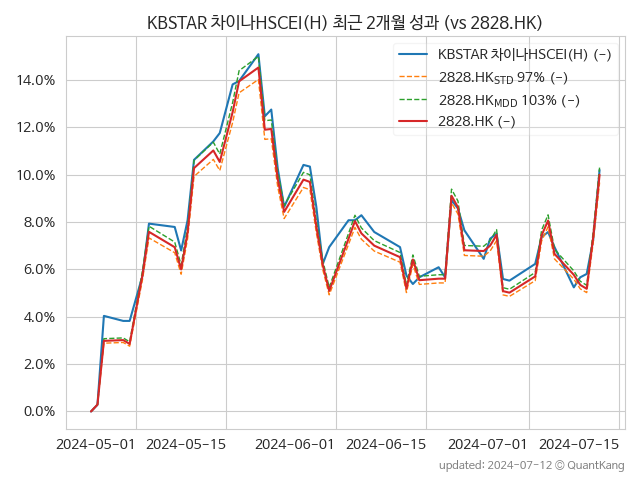 KBSTAR 차이나HSCEI(H) 최근 2개월 성과 (vs 2828.HK)
KBSTAR 차이나HSCEI(H) (-)
2828.HK_STD 97% (-)
2828.HK_MDD 103% (-)
2828.HK (-)
14.0%
12.0%
10.0%
8.0%
6.0%
4.0%
2.0%
0.0%
2024-05-01 2024-05-15 2024-06-01 2024-06-15 2024-07-01 2024-07-15
updated: 2024-07-12 © QuantKang